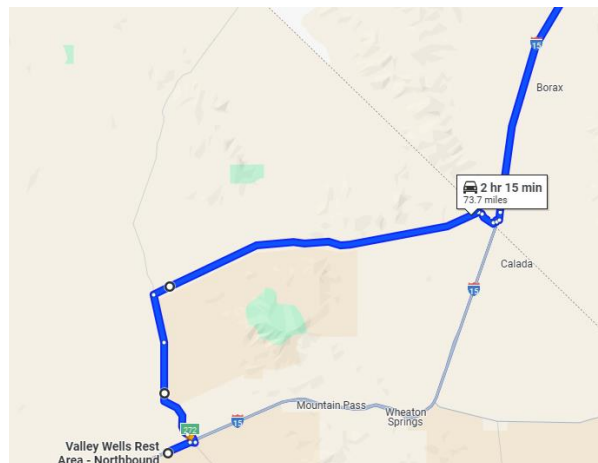 15
Borax
2 hr 15 min
73.7 miles
Calada
15
Mountain Pass
Wheaton
Springs
15
272
Valley Wells Rest
Area - Northbound